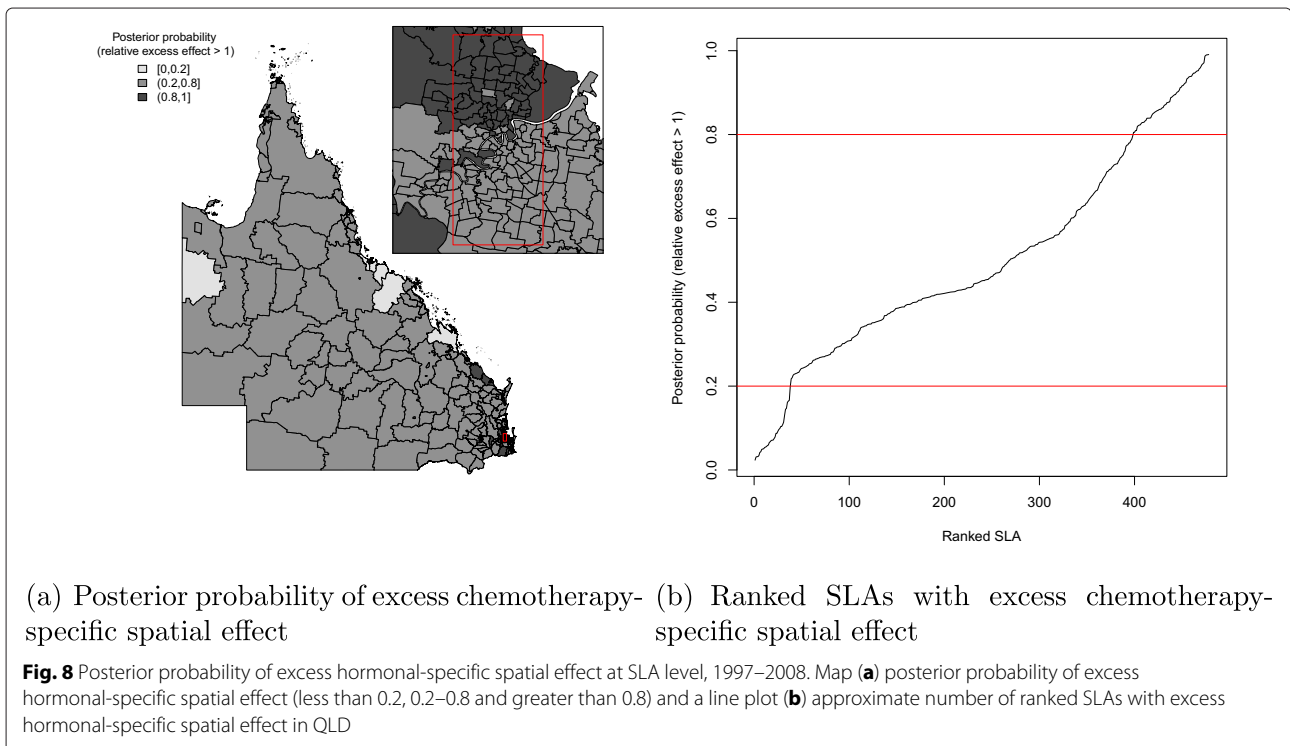 Posterior probability
(relative excess effect > 1)
[0,0.2]
(0.2,0.8]
(0.8,1]
Posterior probability (relative excess effect > 1)
1.0
0.8
0.6
0.4
0.2
0.0
0
100
200
300
400
Ranked SLA
(a) Posterior probability of excess chemotherapy-
specific spatial effect
(b) Ranked SLAs with excess chemotherapy-
specific spatial effect
Fig. 8 Posterior probability of excess hormonal-specific spatial effect at SLA level, 1997–2008. Map (a) posterior probability of excess
hormonal-specific spatial effect (less than 0.2, 0.2–0.8 and greater than 0.8) and a line plot (b) approximate number of ranked SLAs with excess
hormonal-specific spatial effect in QLD